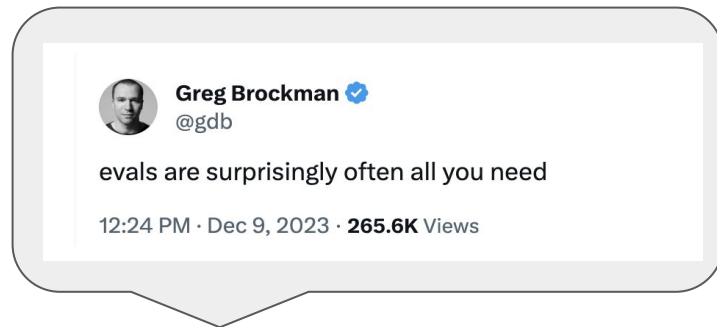 Greg Brockman
@gdb
evals are surprisingly often all you need
12:24 PM · Dec 9, 2023 · 265.6K Views